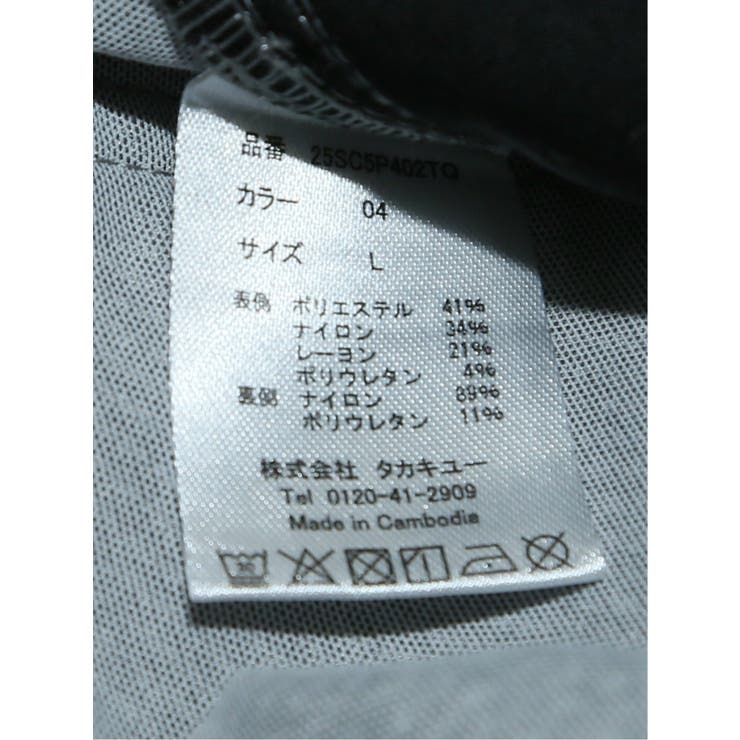 品番 25SC5P402TQ
カラー 04
サイズ L
表側 ポリエステル 41%
ナイロン 34%
レーヨン 21%
ポリウレタン 4%
裏側 ナイロン 89%
ポリウレタン 11%
株式会社 タカキユー
Tel 0120-41-2909
Made in Cambodia